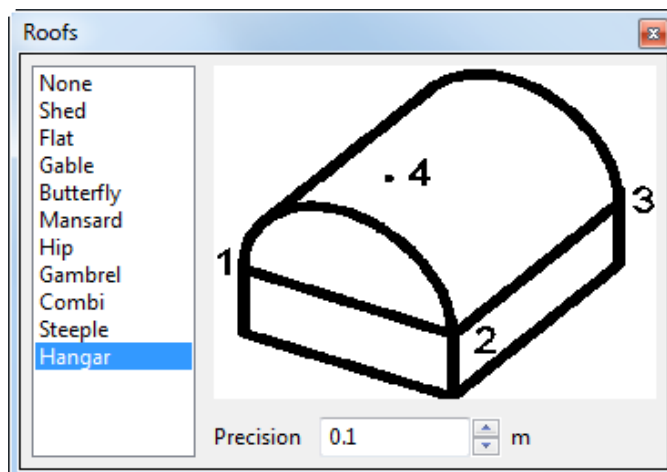 Roofs
None
Shed
Flat
Gable
Butterfly
Mansard
Hip
Gambrel
Combi
Steeple
Hangar
4
3
1
2
Precision 0.1 m